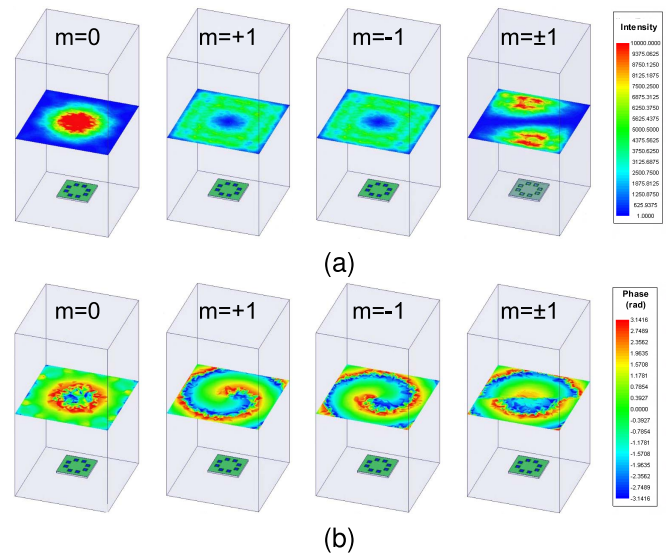 m=0
m=+1
m=-1
m=±1
Intensity
10000.0000
9375.0625
8750.1250
8125.1875
7500.2500
6875.3125
6250.3750
5625.4375
5000.5000
4375.5625
3750.6250
3125.6875
2500.7500
1875.8125
1250.8750
625.9375
1.0000
(a)
m=0
m=+1
m=-1
m=±1
Phase
(rad)
3.1416
2.7489
2.3562
1.9635
1.5708
1.1781
0.7854
0.3927
0.0000
-0.3927
-0.7854
-1.1781
-1.5708
-1.9635
-2.3562
-2.7489
-3.1416
(b)